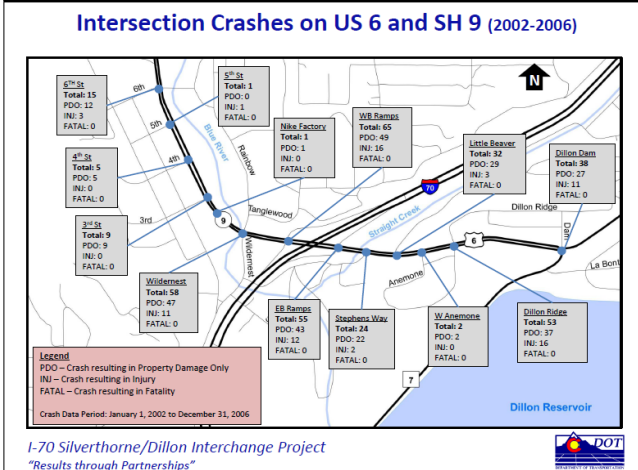 Intersection Crashes on US 6 and SH 9 (2002-2006)
6TH St
Total: 15
PDO: 12
INJ: 3
FATAL: 0
5th St
Total: 1
PDO: 0
INJ: 1
FATAL: 0
4th St
Total: 5
PDO: 5
INJ: 0
FATAL: 0
3rd St
Total: 9
PDO: 9
INJ: 0
FATAL: 0
Nike Factory
Total: 1
PDO: 1
INJ: 0
FATAL: 0
WB Ramps
Total: 65
PDO: 49
INJ: 16
FATAL: 0
Little Beaver
Total: 32
PDO: 29
INJ: 3
FATAL: 0
Dillon Dam
Total: 38
PDO: 27
INJ: 11
FATAL: 0
N
6th
5th
4th
3rd
Blue River
Rainbow
Tanglewood
9
Wildernest
70
Straight Creek
Dillon Ridge
6
Dam
La Bont
Anemone
7
Dillon Reservoir
Wildernest
Total: 58
PDO: 47
INJ: 11
FATAL: 0
EB Ramps
Total: 55
PDO: 43
INJ: 12
FATAL: 0
Stephens Way
Total: 24
PDO: 22
INJ: 2
FATAL: 0
W Anemone
Total: 2
PDO: 2
INJ: 0
FATAL: 0
Dillon Ridge
Total: 53
PDO: 37
INJ: 16
FATAL: 0
Legend
PDO – Crash resulting in Property Damage Only
INJ – Crash resulting in Injury
FATAL – Crash resulting in Fatality
Crash Data Period: January 1, 2002 to December 31, 2006
I-70 Silverthorne/Dillon Interchange Project
"Results through Partnerships"
DOT
DEPARTMENT OF TRANSPORTATION